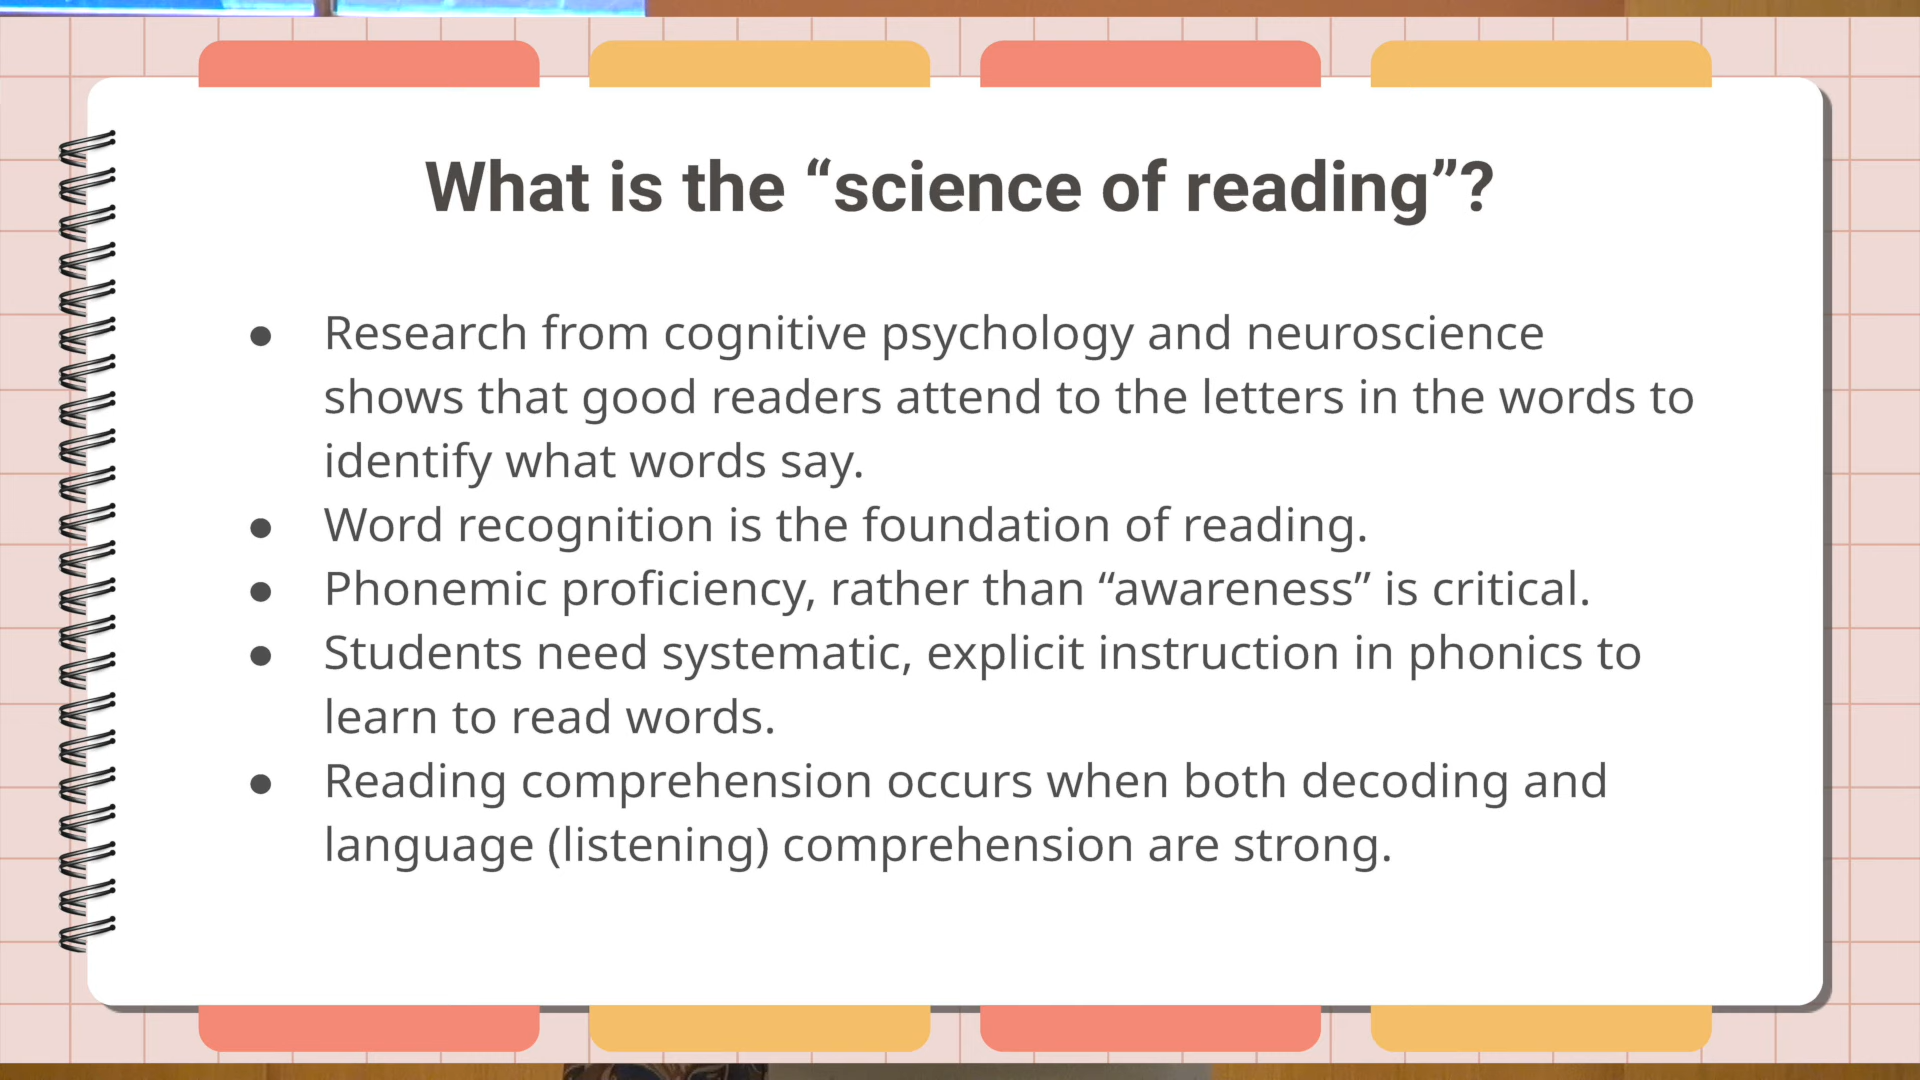 What is the “science of reading”?
● Research from cognitive psychology and neuroscience
shows that good readers attend to the letters in the words to
identify what words say.
● Word recognition is the foundation of reading.
● Phonemic proficiency, rather than “awareness” is critical.
● Students need systematic, explicit instruction in phonics to
learn to read words.
● Reading comprehension occurs when both decoding and
language (listening) comprehension are strong.